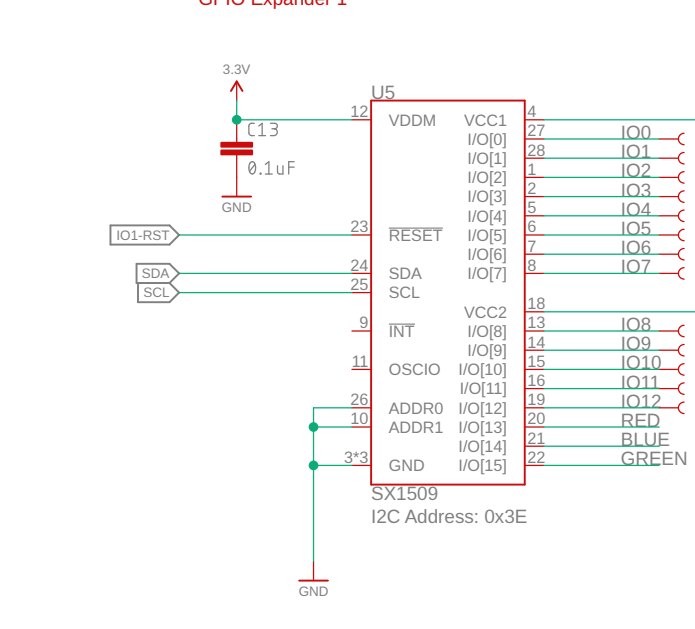 GPIO Expander 1
3.3V
C13
0.1uF
GND
U5
12 VDDM VCC1 4
I/O[0] 27 IO0
I/O[1] 28 IO1
I/O[2] 1 IO2
I/O[3] 2 IO3
I/O[4] 5 IO4
IO1-RST 23 RESET I/O[5] 6 IO5
I/O[6] 7 IO6
SDA 24 SDA I/O[7] 8 IO7
SCL 25 SCL
VCC2 18
9 INT I/O[8] 13 IO8
I/O[9] 14 IO9
11 OSCIO I/O[10] 15 IO10
I/O[11] 16 IO11
26 ADDR0 I/O[12] 19 IO12
10 ADDR1 I/O[13] 20 RED
I/O[14] 21 BLUE
3*3 GND I/O[15] 22 GREEN
SX1509
I2C Address: 0x3E
GND